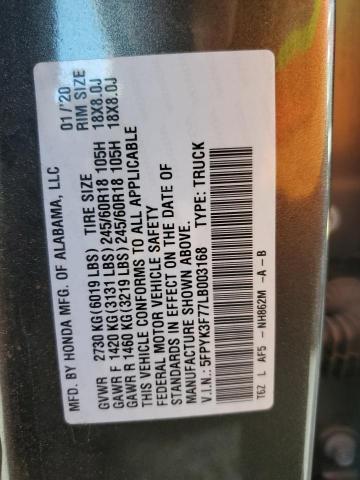 MFD. BY HONDA MFG. OF ALABAMA, LLC 01/'20
TIRE SIZE RIM SIZE
GVWR 2730 KG (6019 LBS)
GAWR F 1420 KG (3131 LBS) 245/60R18 105H 18X8.0J
GAWR R 1460 KG (3219 LBS) 245/60R18 105H 18X8.0J
THIS VEHICLE CONFORMS TO ALL APPLICABLE
FEDERAL MOTOR VEHICLE SAFETY
STANDARDS IN EFFECT ON THE DATE OF
MANUFACTURE SHOWN ABOVE.
V.I.N.: 5FPYK3F77LB003168 TYPE: TRUCK
T6Z L AF5 - NH862M -A-B